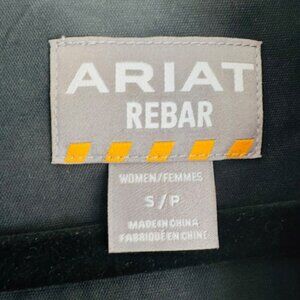 ARIAT
REBAR
WOMEN/FEMMES
S/P
MADE IN CHINA
FABRIQUÉ EN CHINE